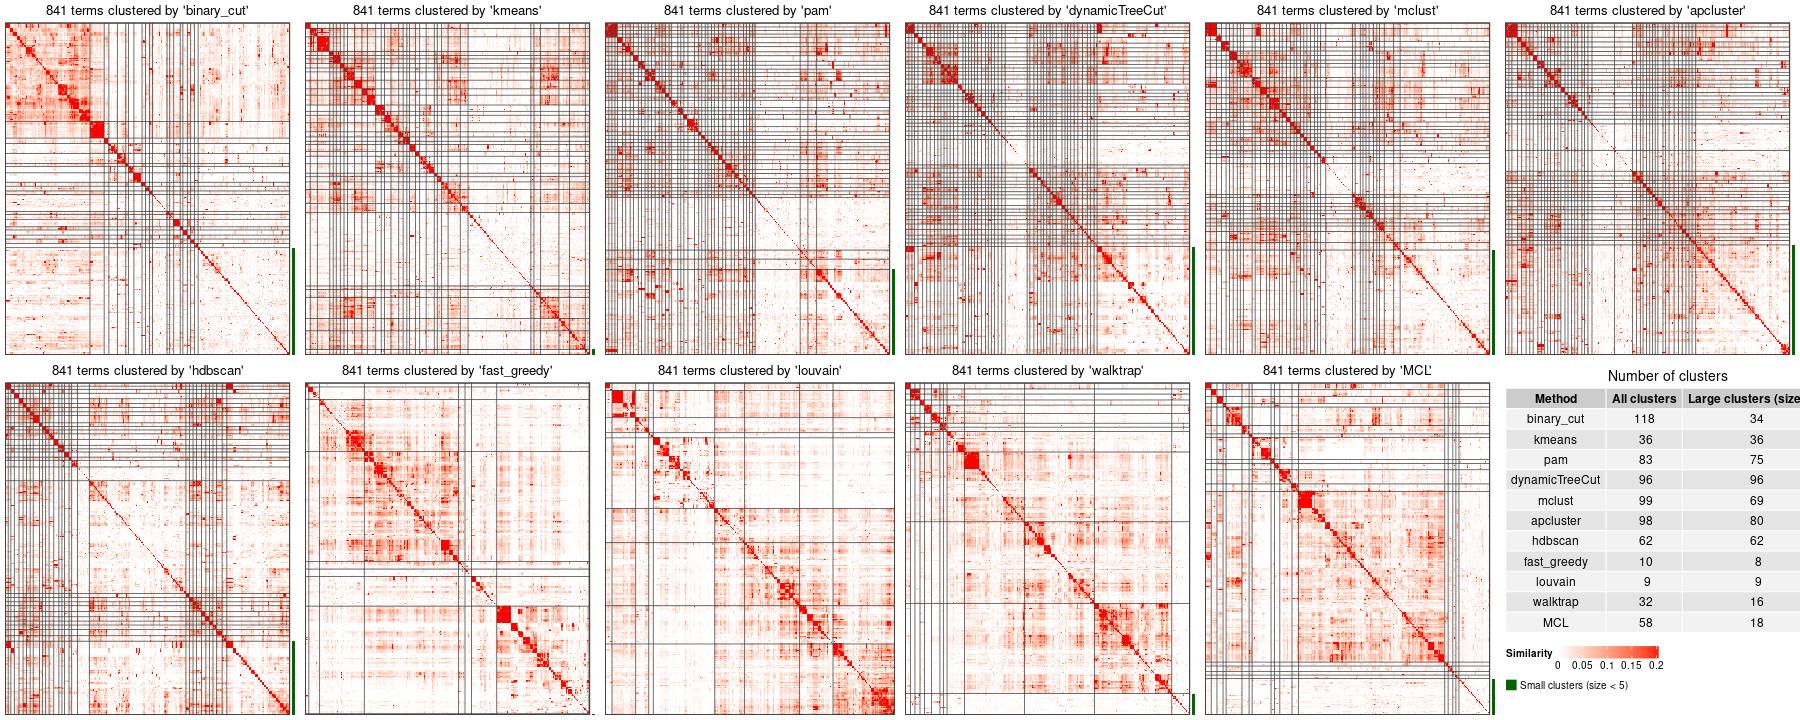 841 terms clustered by 'binary_cut'
841 terms clustered by 'kmeans'
841 terms clustered by 'pam'
841 terms clustered by 'dynamicTreeCut'
841 terms clustered by 'mclust'
841 terms clustered by 'apcluster'
841 terms clustered by 'hdbscan'
841 terms clustered by 'fast_greedy'
841 terms clustered by 'louvain'
841 terms clustered by 'walktrap'
841 terms clustered by 'MCL'
Number of clusters
Method All clusters Large clusters (size
binary_cut 118 34
kmeans 36 36
pam 83 75
dynamicTreeCut 96 96
mclust 99 69
apcluster 98 80
hdbscan 62 62
fast_greedy 10 8
louvain 9 9
walktrap 32 16
MCL 58 18
Similarity
0 0.05 0.1 0.15 0.2
Small clusters (size < 5)